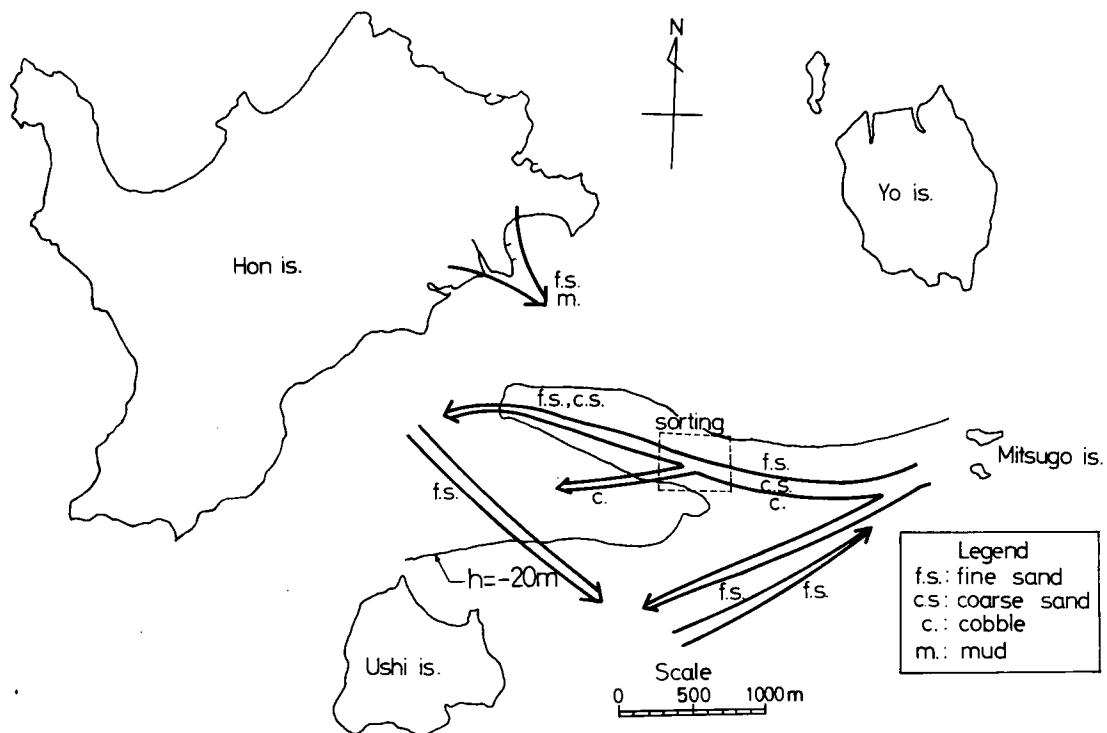 N
Yo is.
Hon is.
f.s.
m.
f.s.,c.s.
sorting
f.s.
Mitsugo is.
c.s.
c.
c.
f.s.
h=-20m
f.s.
f.s.
Ushi is.
Legend
f.s.: fine sand
c.s: coarse sand
c.: cobble
m.: mud
Scale
0 500 1000m